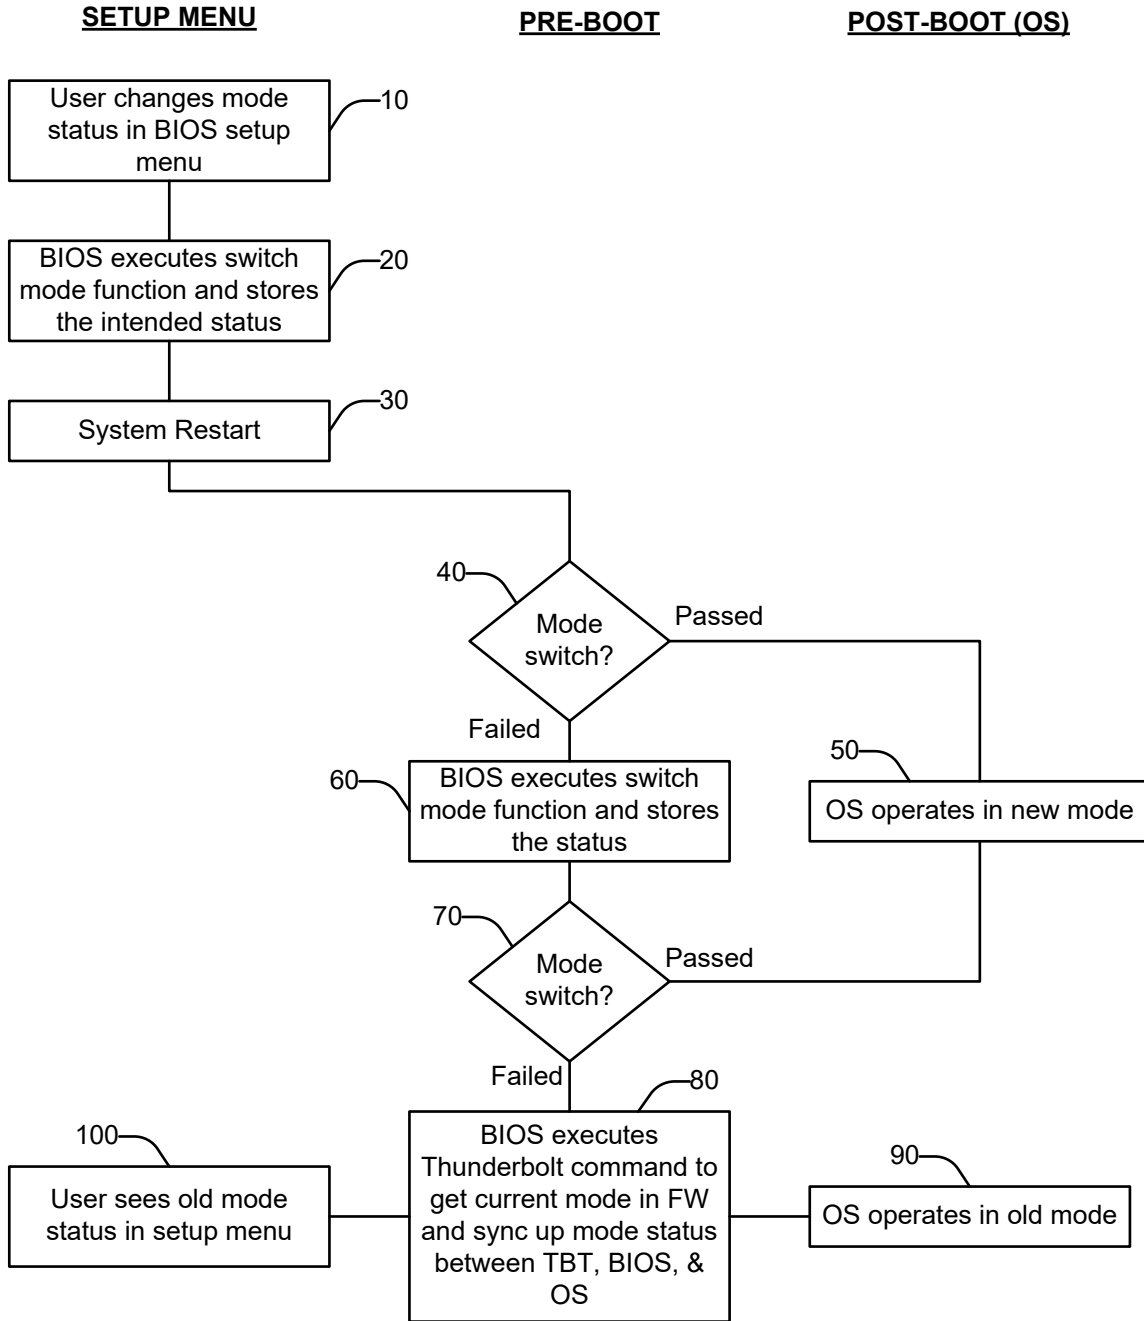 SETUP MENU
PRE-BOOT
POST-BOOT (OS)
User changes mode
status in BIOS setup
menu
10
BIOS executes switch
mode function and stores
the intended status
20
System Restart
30
40
Mode
switch?
Passed
Failed
50
OS operates in new mode
60
BIOS executes switch
mode function and stores
the status
70
Mode
switch?
Passed
Failed
80
BIOS executes
Thunderbolt command to
get current mode in FW
and sync up mode status
between TBT, BIOS, &
OS
100
User sees old mode
status in setup menu
90
OS operates in old mode